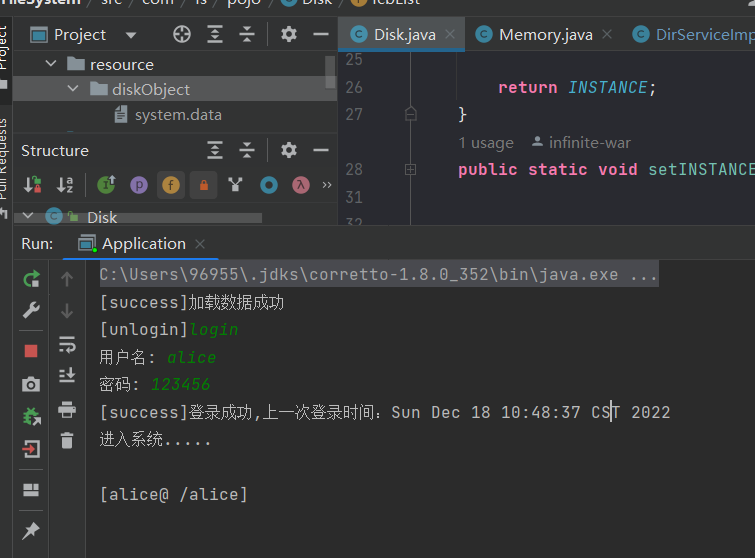 FileSystem / src / com / fs / pojo / Disk / fcbList
Project
Project
Disk.java
Memory.java
DirServiceImp
resource
diskObject
system.data
25
26 return INSTANCE;
27 }
1 usage infinite-war
28 public static void setINSTANCE
31
32
Pull Requests
Structure
Disk
Run: Application
C:\Users\96955\.jdks\corretto-1.8.0_352\bin\java.exe ...
[success]加载数据成功
[unlogin]login
用户名: alice
密码: 123456
[success]登录成功,上一次登录时间: Sun Dec 18 10:48:37 CST 2022
进入系统.....
[alice@ /alice]